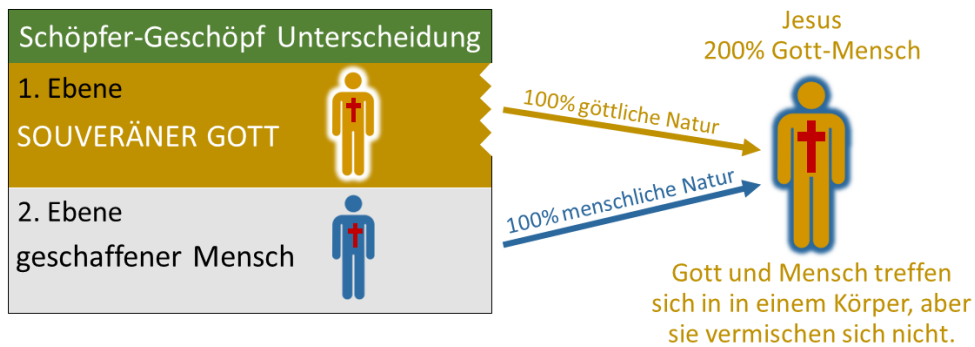 Schöpfer-Geschöpf Unterscheidung
1. Ebene
SOUVERÄNER GOTT
2. Ebene
geschaffener Mensch
100% göttliche Natur
100% menschliche Natur
Jesus
200% Gott-Mensch
Gott und Mensch treffen
sich in in einem Körper, aber
sie vermischen sich nicht.